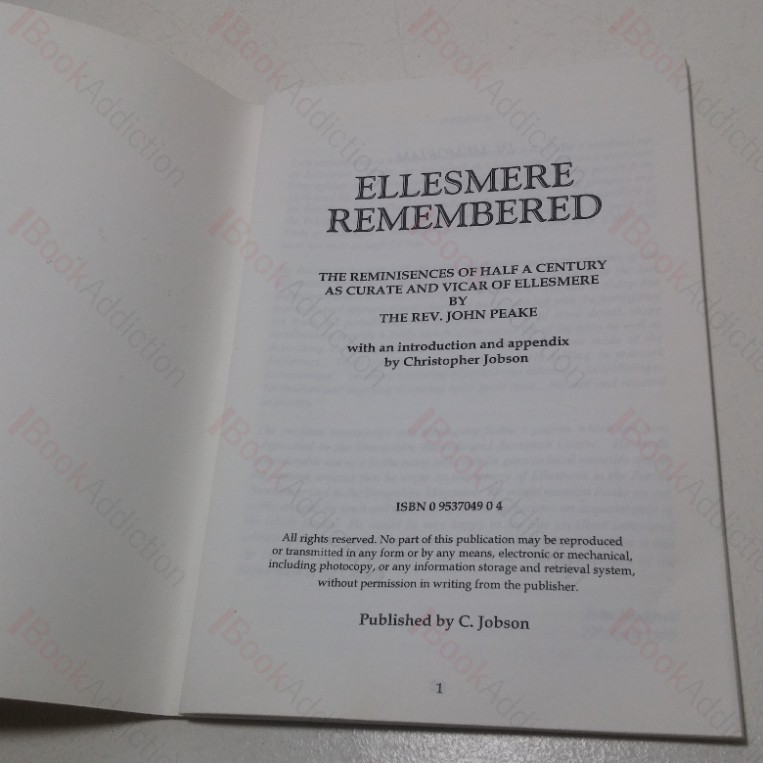 ELLESMERE
REMEMBERED
THE REMINISENCES OF HALF A CENTURY
AS CURATE AND VICAR OF ELLESMERE
BY
THE REV. JOHN PEAKE
with an introduction and appendix
by Christopher Jobson
ISBN 0 9537049 0 4
All rights reserved. No part of this publication may be reproduced
or transmitted in any form or by any means, electronic or mechanical,
including photocopy, or any information storage and retrieval system,
without permission in writing from the publisher.
Published by C. Jobson
1
BookAddiction